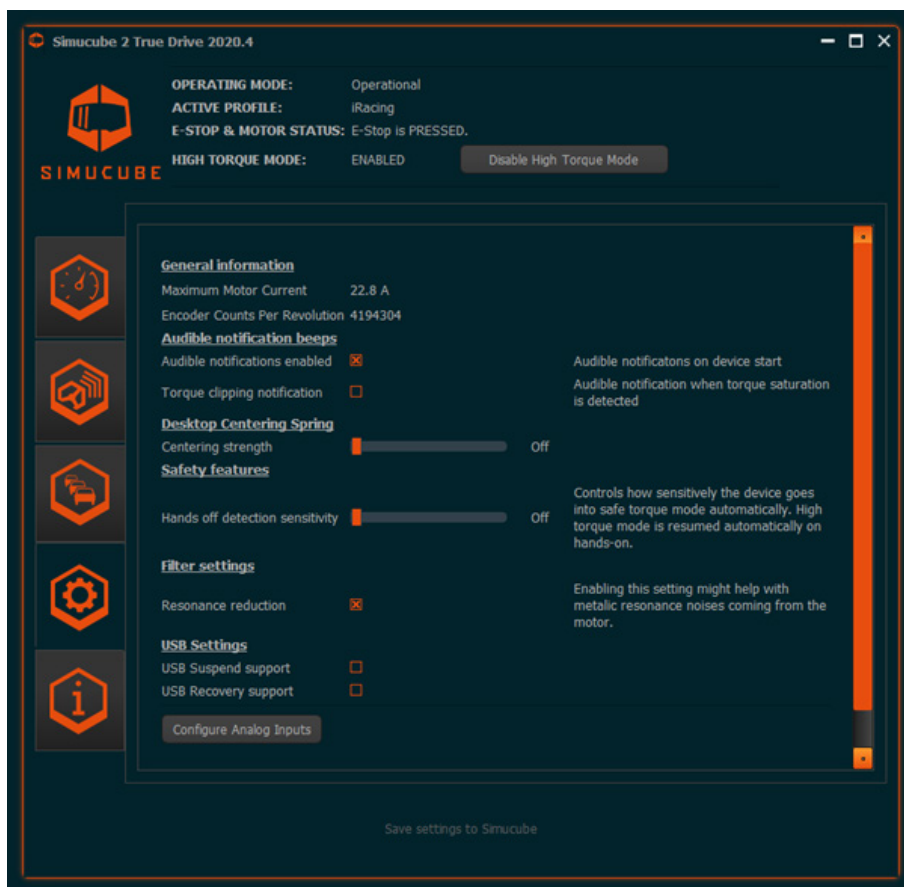 Simucube 2 True Drive 2020.4
OPERATING MODE: Operational
ACTIVE PROFILE: iRacing
E-STOP & MOTOR STATUS: E-Stop is PRESSED.
HIGH TORQUE MODE: ENABLED Disable High Torque Mode
SIMUCUBE
General information
Maximum Motor Current 22.8 A
Encoder Counts Per Revolution 4194304
Audible notification beeps
Audible notifications enabled Audible notificatons on device start
Torque clipping notification Audible notification when torque saturation
is detected
Desktop Centering Spring
Centering strength Off
Safety features
Hands off detection sensitivity Off Controls how sensitively the device goes
into safe torque mode automatically. High
torque mode is resumed automatically on
hands-on.
Filter settings
Resonance reduction Enabling this setting might help with
metalic resonance noises coming from the
motor.
USB Settings
USB Suspend support
USB Recovery support
Configure Analog Inputs
Save settings to Simucube